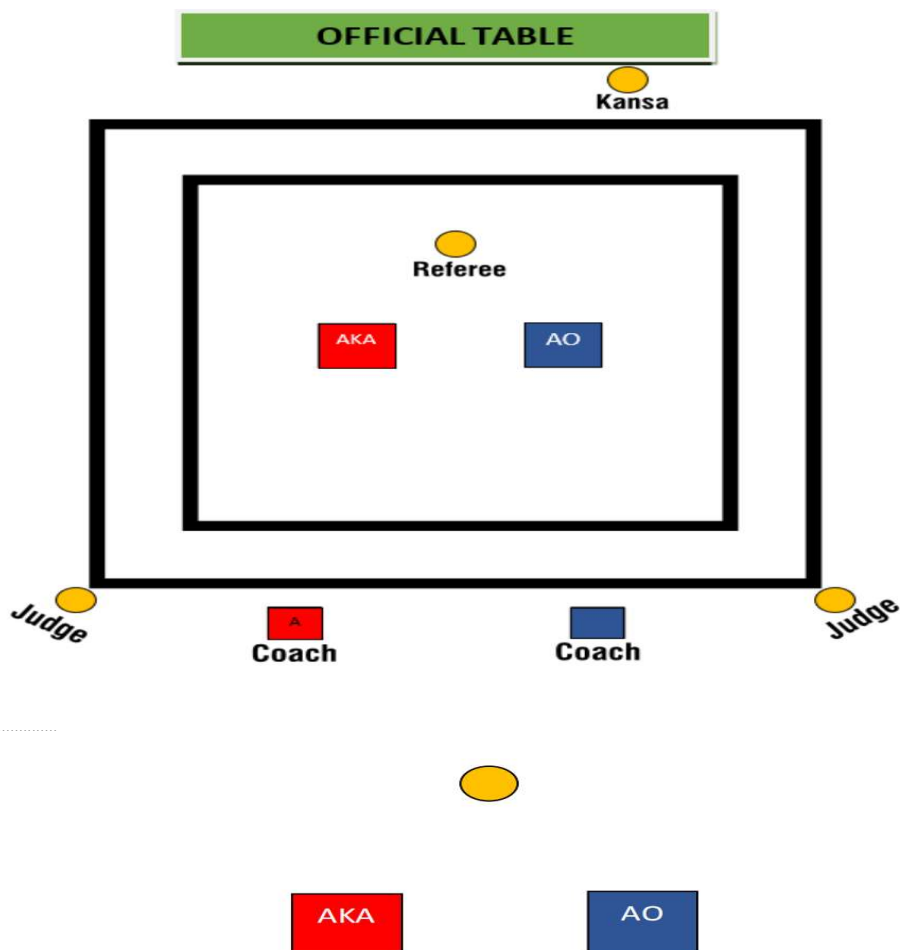 OFFICIAL TABLE
Kansa
Referee
AKA AO
Judge
Judge
A
Coach
Coach
AKA AO